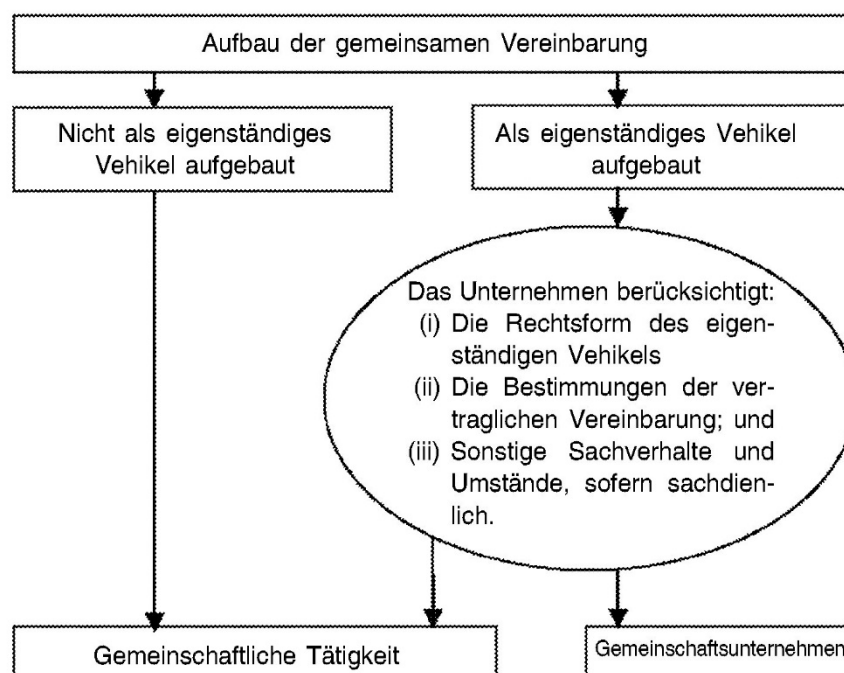 Aufbau der gemeinsamen Vereinbarung
Nicht als eigenständiges
Vehikel aufgebaut
Als eigenständiges Vehikel
aufgebaut
Das Unternehmen berücksichtigt:
(i) Die Rechtsform des eigen-
ständigen Vehikels
(ii) Die Bestimmungen der ver-
traglichen Vereinbarung; und
(iii) Sonstige Sachverhalte und
Umstände, sofern sachdien-
lich.
Gemeinschaftliche Tätigkeit
Gemeinschaftsunternehmen